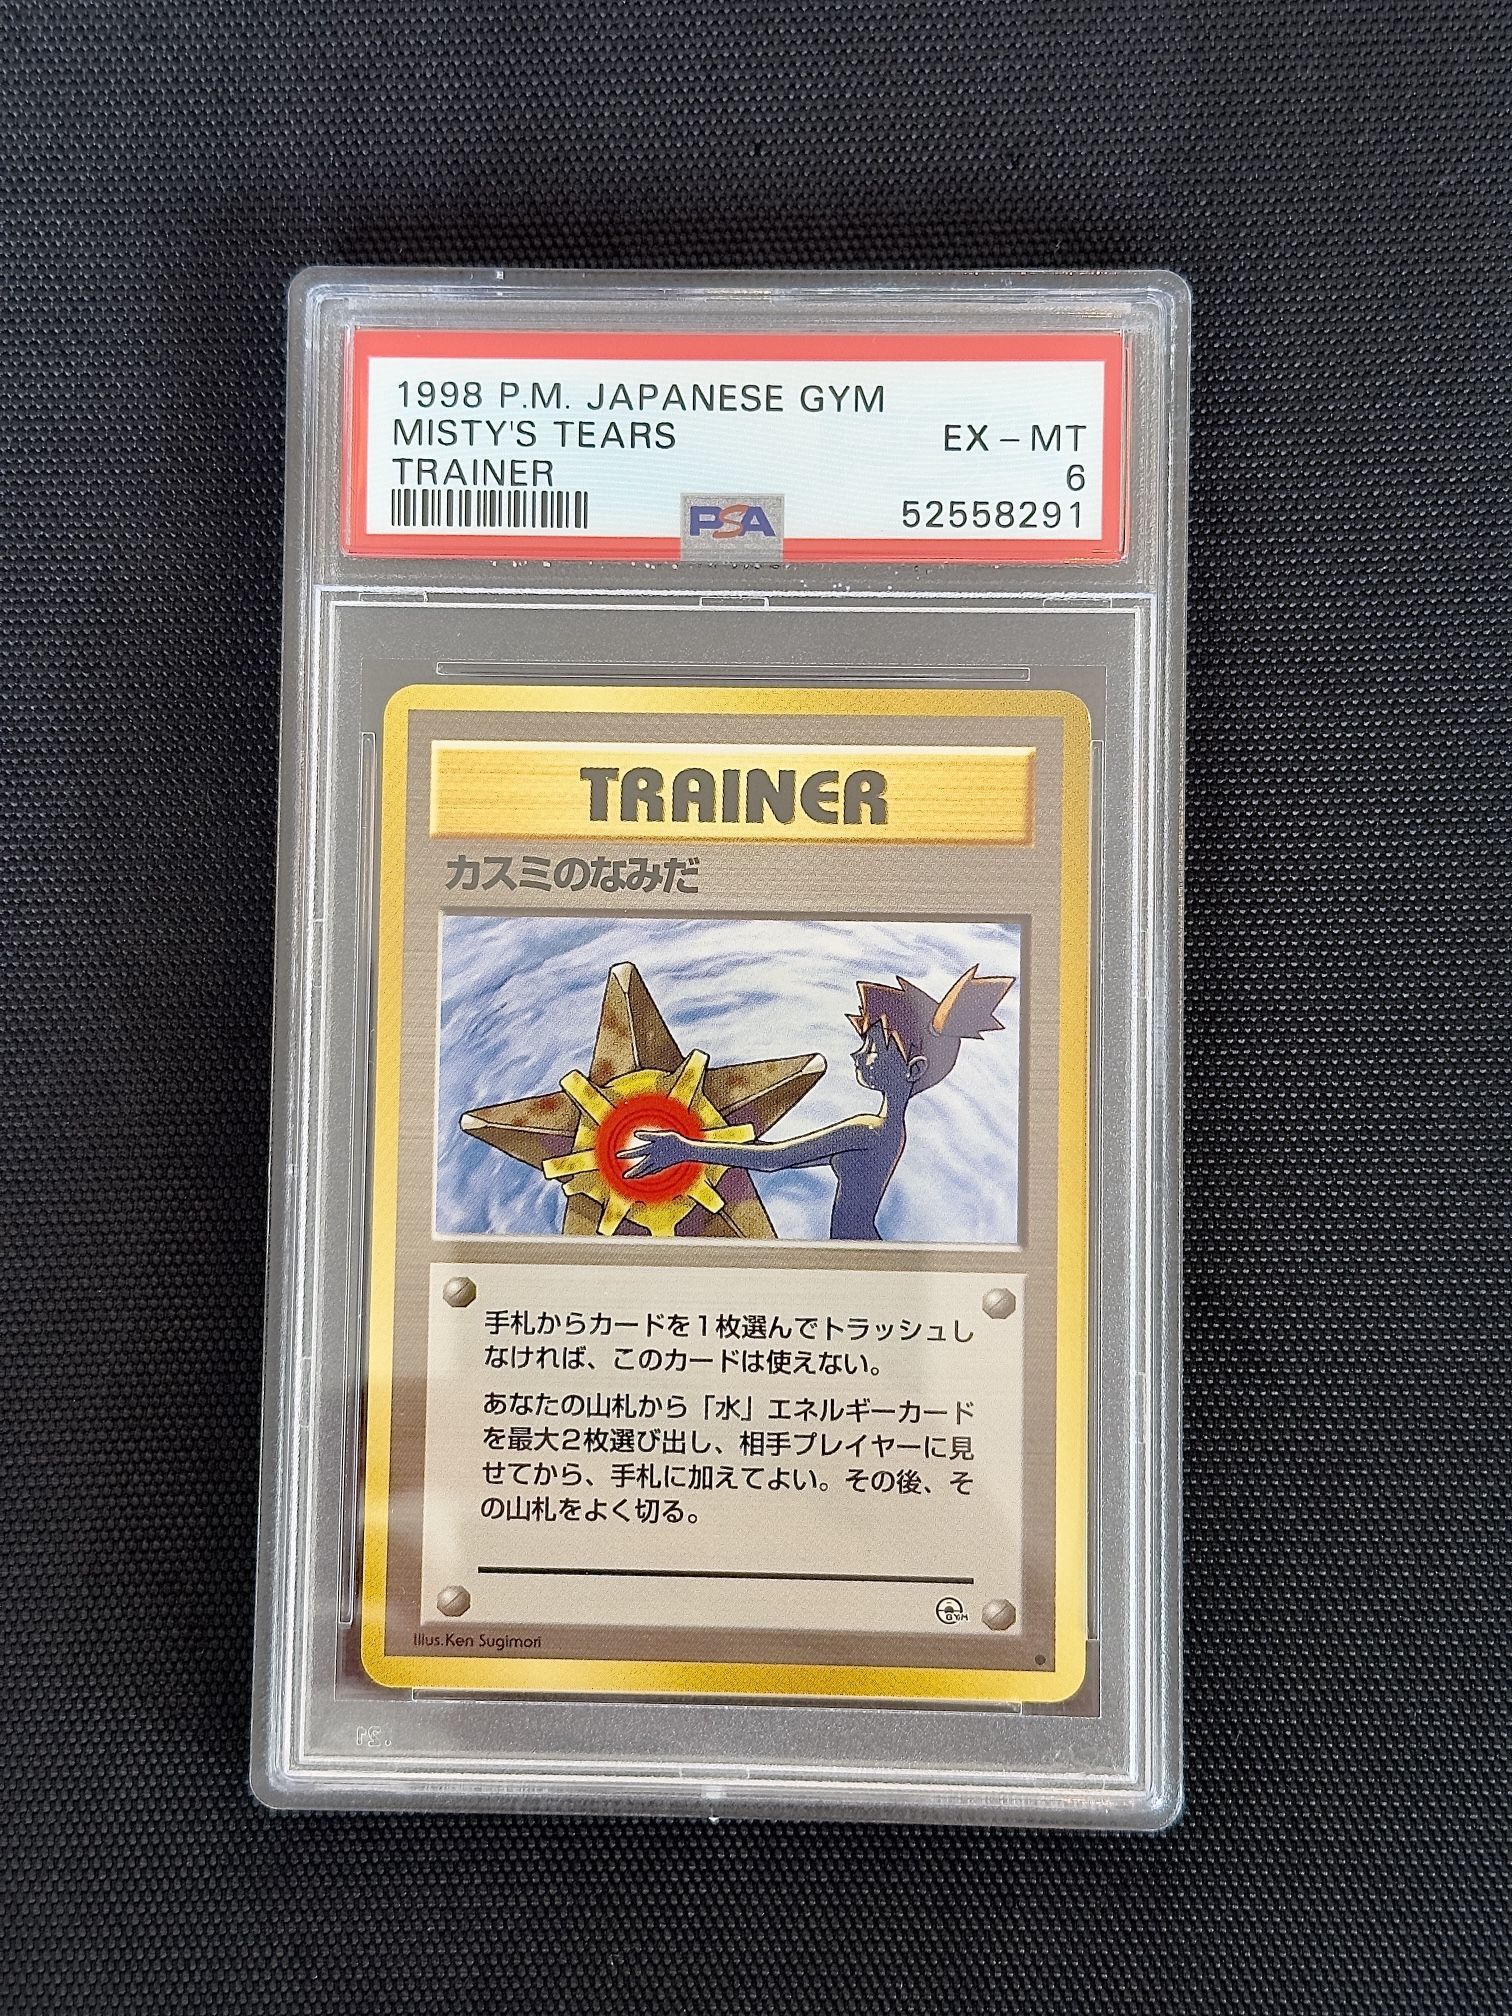 1998 P.M. JAPANESE GYM
MISTY'S TEARS
EX – MT
TRAINER
6
PSA
52558291
TRAINER
カスミのなみだ
手札からカードを1枚選んでトラッシュし
なければ、このカードは使えない。
あなたの山札から「水」エネルギーカード
を最大2枚選び出し、相手プレイヤーに見
せてから、手札に加えてよい。その後、そ
の山札をよく切る。
GYM
Illus.Ken Sugimori